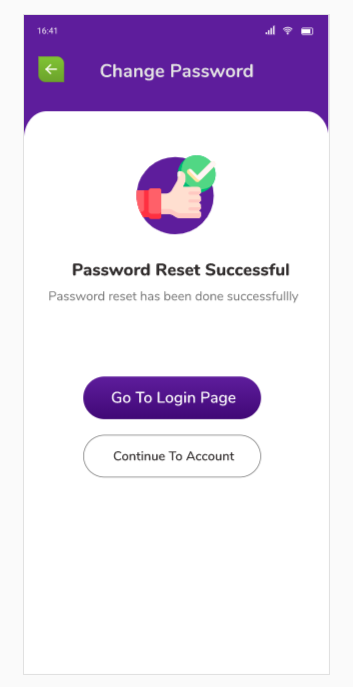 16:41
Change Password
Password Reset Successful
Password reset has been done successfullly
Go To Login Page
Continue To Account